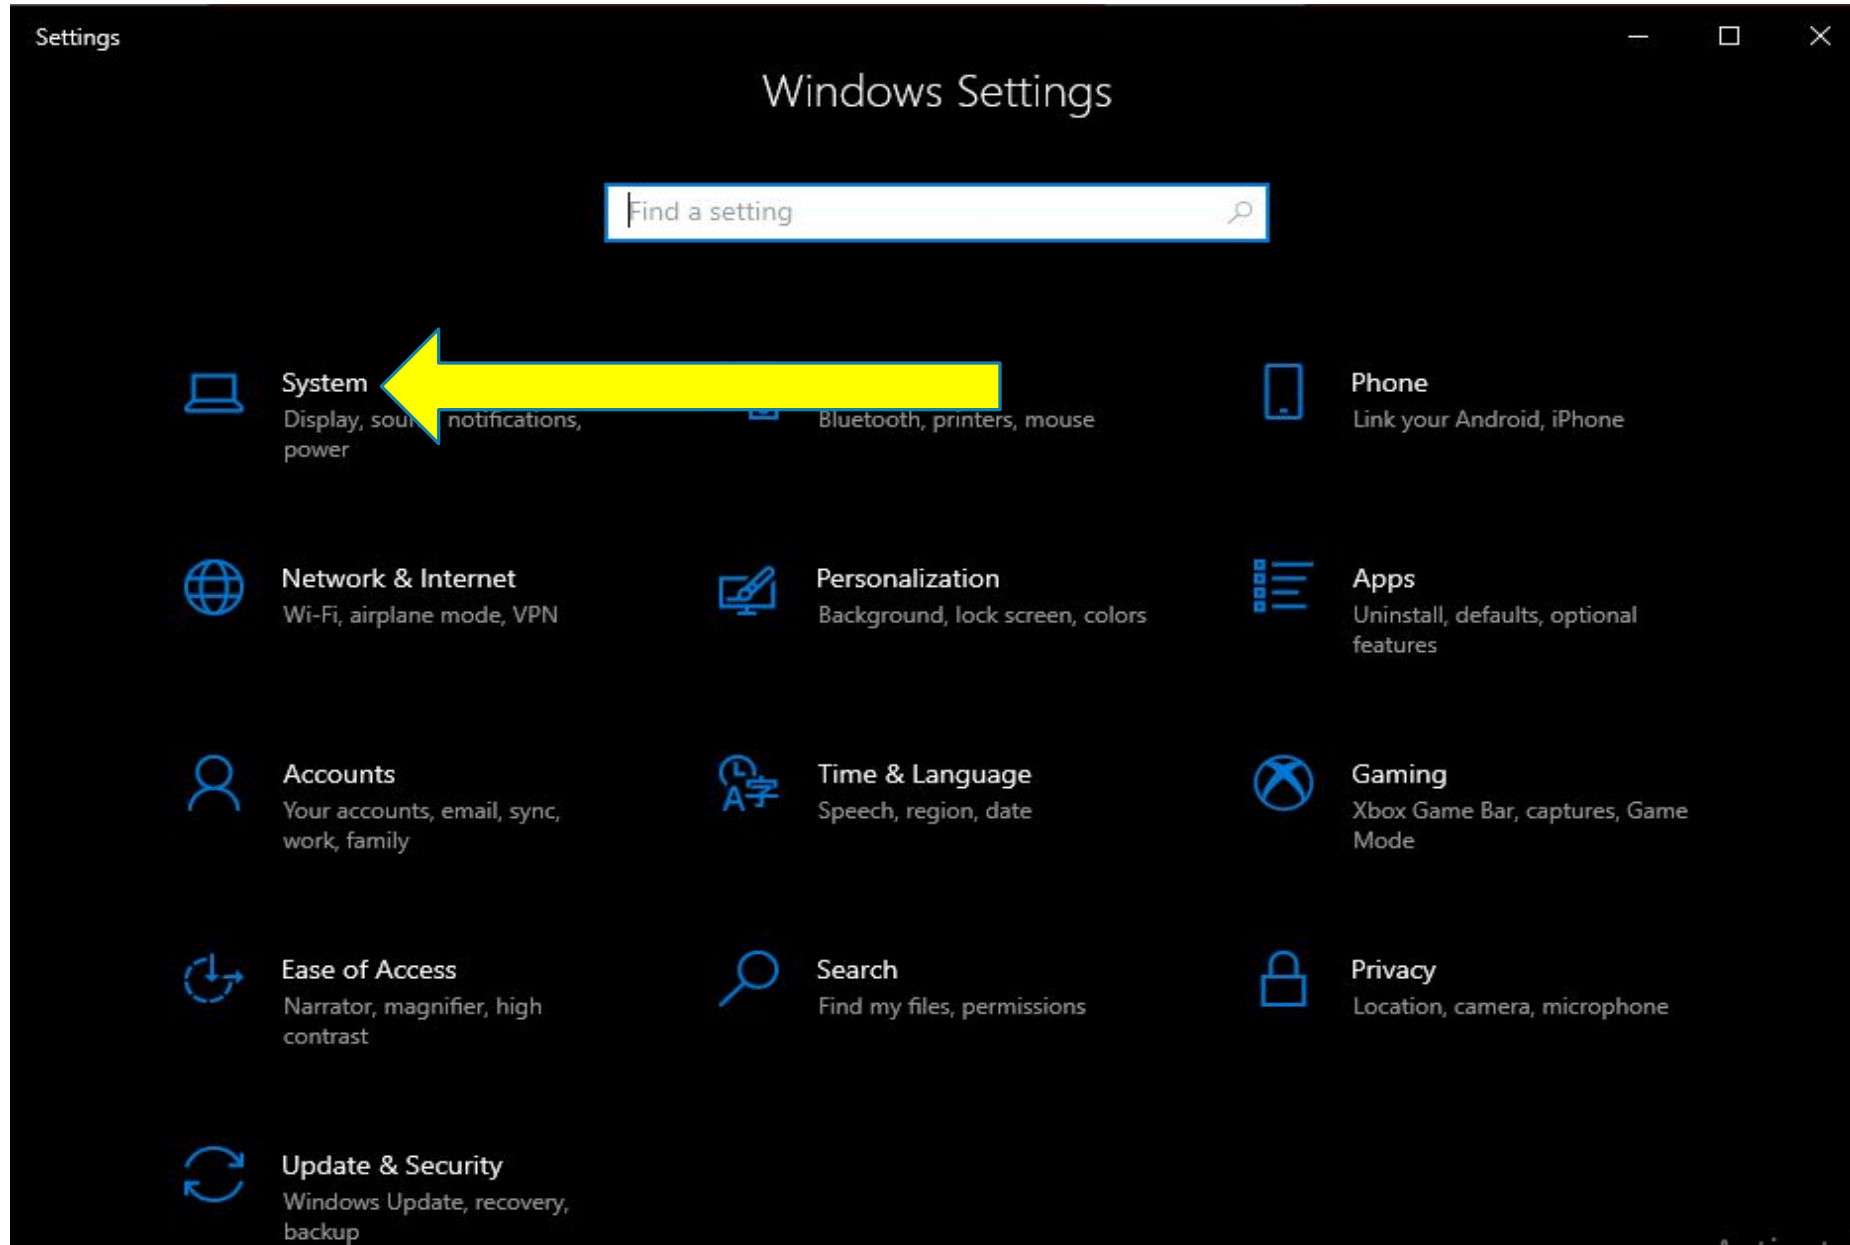 Settings
Windows Settings
Find a setting
System
Display, notifications,
power
Bluetooth, printers, mouse
Phone
Link your Android, iPhone
Network & Internet
Wi-Fi, airplane mode, VPN
Personalization
Background, lock screen, colors
Apps
Uninstall, defaults, optional
features
Accounts
Your accounts, email, sync,
work, family
Time & Language
Speech, region, date
Gaming
Xbox Game Bar, captures, Game
Mode
Ease of Access
Narrator, magnifier, high
contrast
Search
Find my files, permissions
Privacy
Location, camera, microphone
Update & Security
Windows Update, recovery,
backup